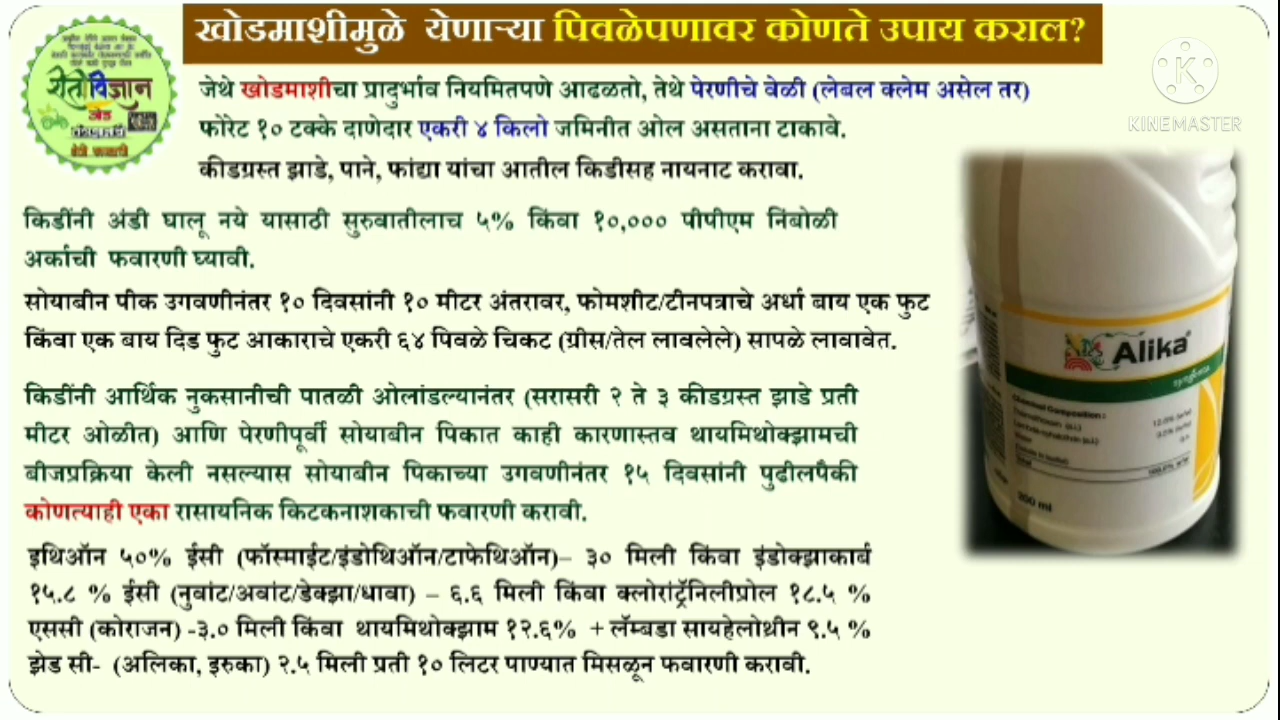 खोडमाशीमुळे येणाऱ्या पिवळेपणावर कोणते उपाय कराल?
शेतीविज्ञान
KINEMASTER
जेथे खोडमाशीचा प्रादुर्भाव नियमितपणे आढळतो, तेथे पेरणीचे वेळी (लेबल क्लेम असेल तर)
फोरेट १० टक्के दाणेदार एकरी ४ किलो जमिनीत ओल असताना टाकावे.
कीडग्रस्त झाडे, पाने, फांद्या यांचा आतील किडीसह नायनाट करावा.
किडींनी अंडी घालू नये यासाठी सुरुवातीलाच ५% किंवा १०,००० पीपीएम निंबोळी
अर्काची फवारणी घ्यावी.
सोयाबीन पीक उगवणीनंतर १० दिवसांनी १० मीटर अंतरावर, फोमशीट/टीनपत्राचे अर्धा बाय एक फुट
किंवा एक बाय दिड फुट आकाराचे एकरी ६४ पिवळे चिकट (ग्रीस/तेल लावलेले) सापळे लावावेत.
किडींनी आर्थिक नुकसानीची पातळी ओलांडल्यानंतर (सरासरी २ ते ३ कीडग्रस्त झाडे प्रती
मीटर ओळीत) आणि पेरणीपूर्वी सोयाबीन पिकात काही कारणास्तव थायमिथोक्झामची
बीजप्रक्रिया केली नसल्यास सोयाबीन पिकाच्या उगवणीनंतर १५ दिवसांनी पुढीलपैकी
कोणत्याही एका रासायनिक किटकनाशकाची फवारणी करावी.
इथिऑन ५०% ईसी (फॉस्माईट/इंडोथिऑन/टाफेथिऑन)– ३० मिली किंवा इंडोक्झाकार्ब
१५.८ % ईसी (नुवांट/अवांट/डेक्झा/धावा) – ६.६ मिली किंवा क्लोरांट्रॅनिलीप्रोल १८.५ %
एससी (कोराजन) -३.० मिली किंवा थायमिथोक्झाम १२.६% + लॅम्बडा सायहेलोथ्रीन ९.५ %
झेड सी- (अलिका, इरुका) २.५ मिली प्रती १० लिटर पाण्यात मिसळून फवारणी करावी.
Alika
syngenta
Chemical Composition :
200 ml